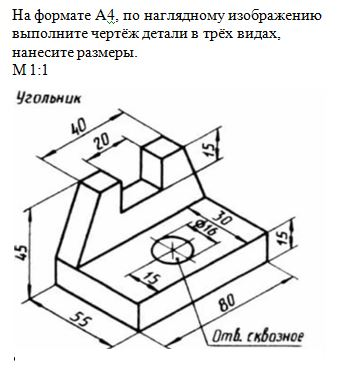 На формате А4, по наглядному изображению
выполните чертёж детали в трёх видах,
нанесите размеры.
М 1:1
Угольник
40
20
15
45
30
ø16
15
15
55
80
Отв. сквозное